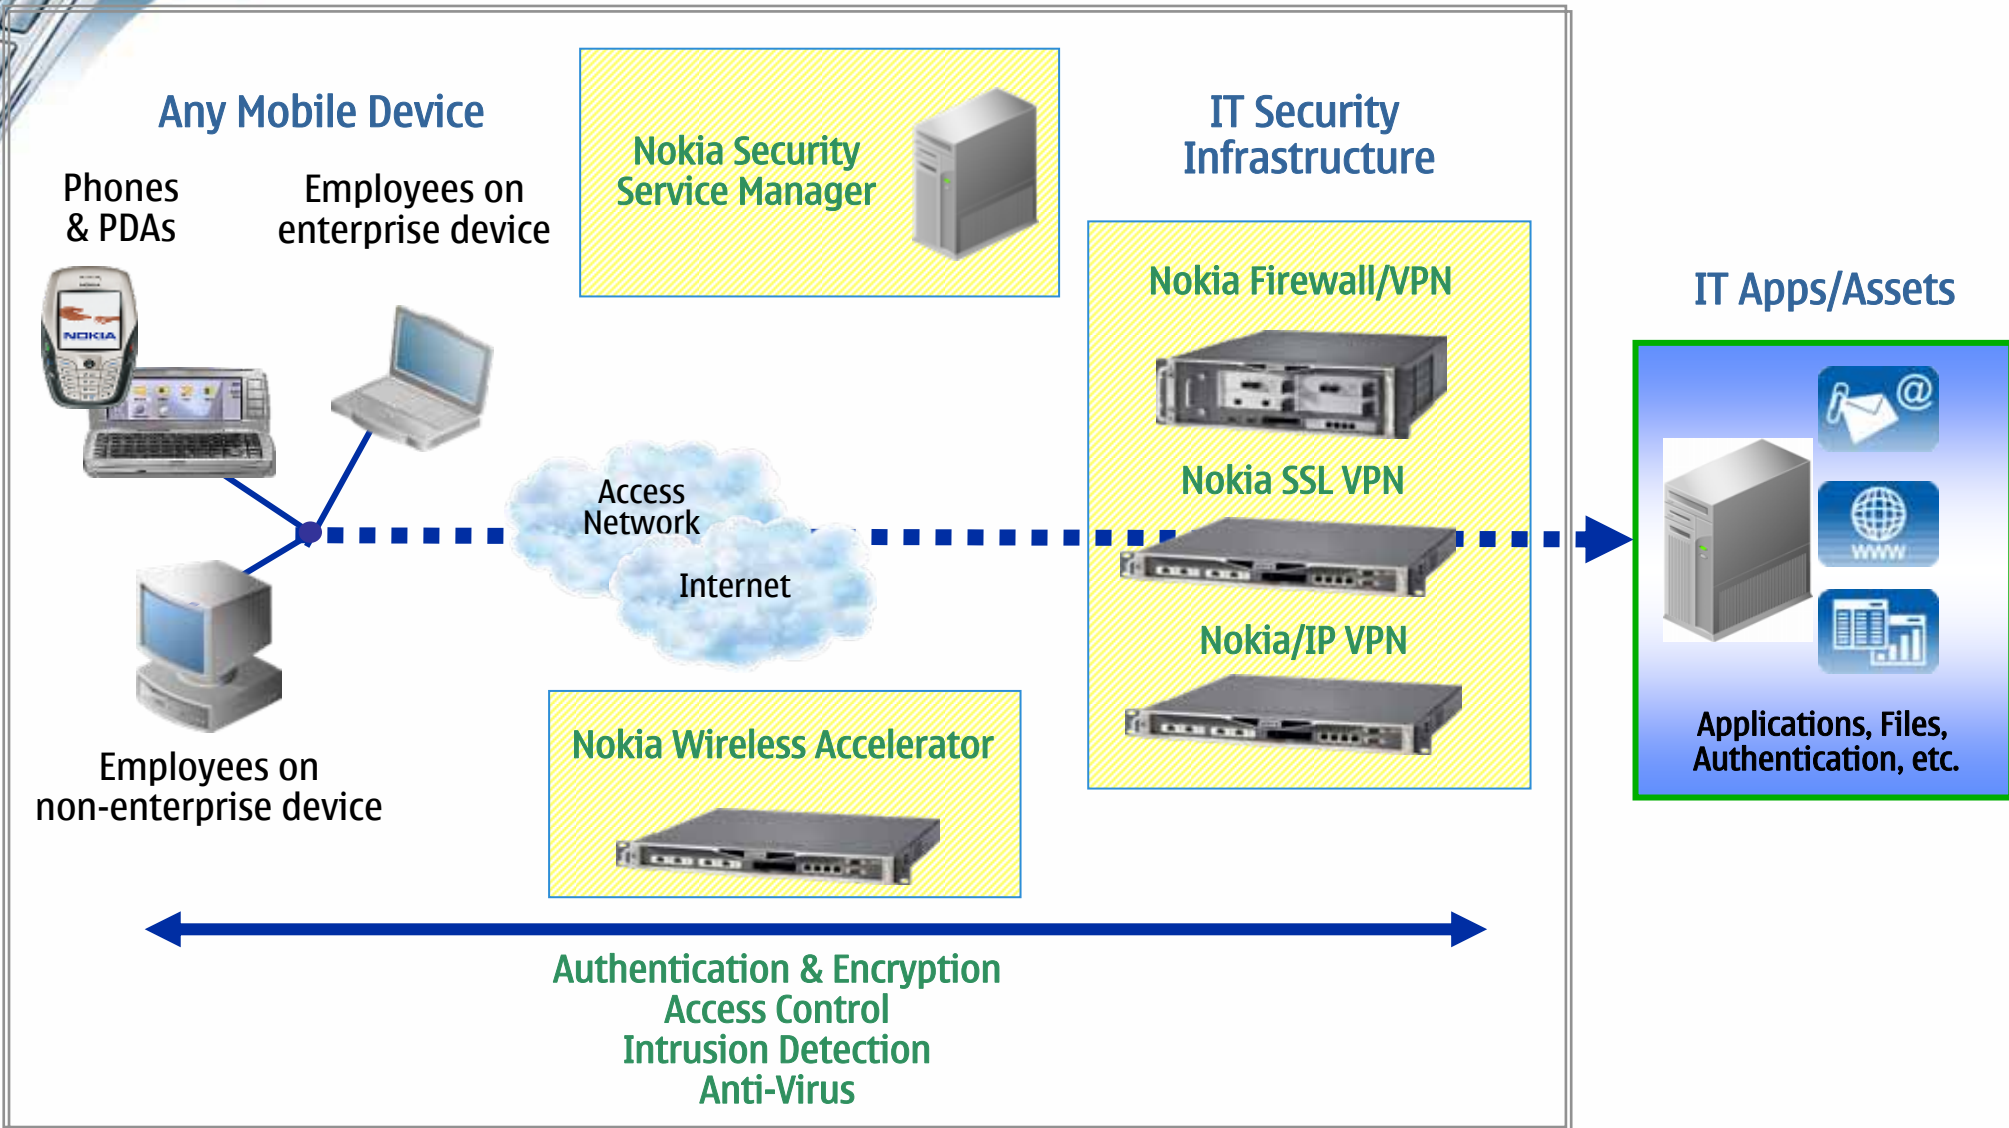 Any Mobile Device
Phones
& PDAs
Employees on
enterprise device
NOKIA
Employees on
non-enterprise device
Nokia Security
Service Manager
Access
Network
Internet
Nokia Wireless Accelerator
IT Security
Infrastructure
Nokia Firewall/VPN
Nokia SSL VPN
Nokia/IP VPN
IT Apps/Assets
@
www
Applications, Files,
Authentication, etc.
Authentication & Encryption
Access Control
Intrusion Detection
Anti-Virus